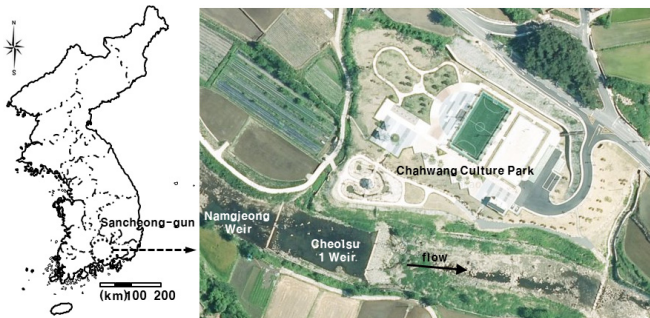 N
S
Sancheong-gun
(km)100 200
Chahwang Culture Park
Namgjeong
Weir
Cheolsu
1 Weir
flow